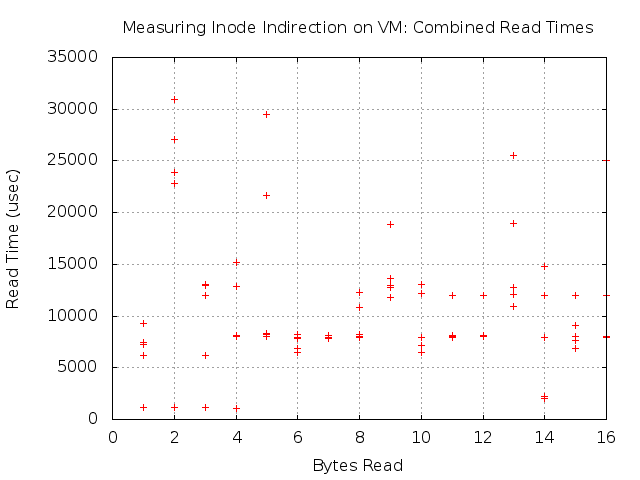 Measuring Inode Indirection on VM: Combined Read Times
35000
30000
25000
20000
15000
10000
5000
0
Read Time (usec)
0 2 4 6 8 10 12 14 16
Bytes Read